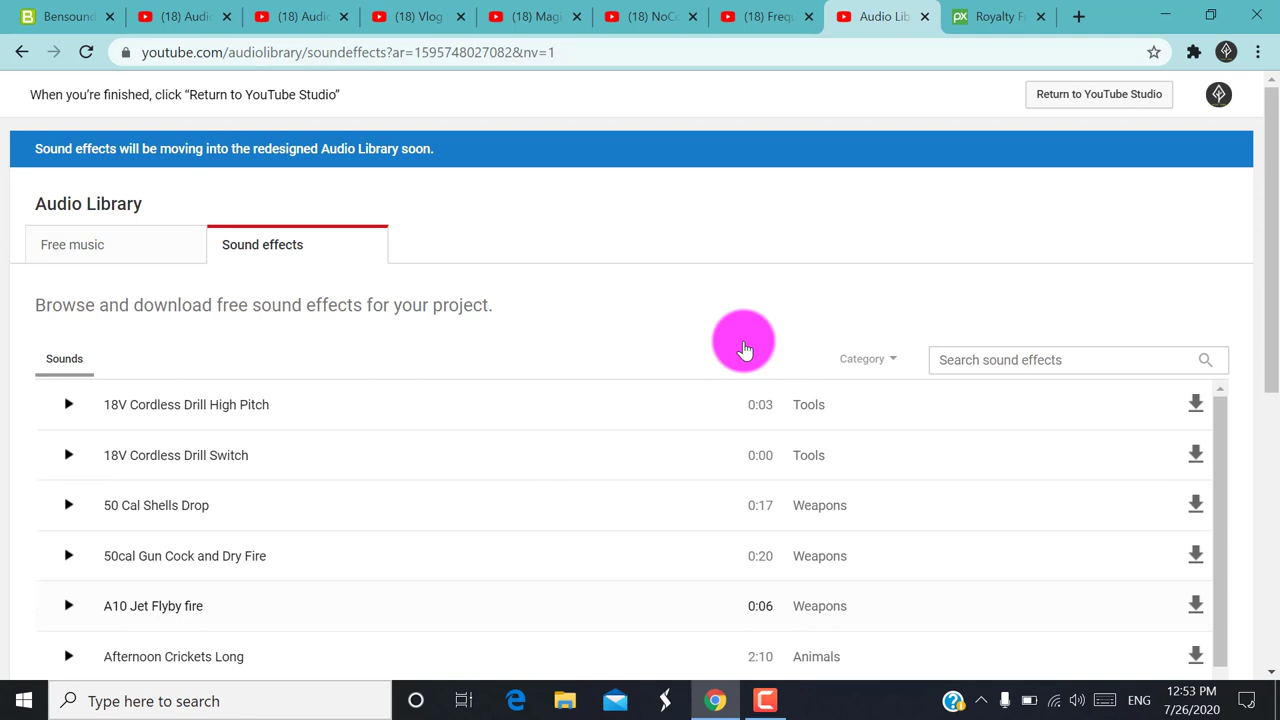 Bensound
(18) Audio
(18) Audio
(18) Vlog
(18) Magi
(18) NoCo
(18) Frequ
Audio Lib
Royalty Fr
youtube.com/audiolibrary/soundeffects?ar=1595748027082&nv=1
When you're finished, click "Return to YouTube Studio"
Return to YouTube Studio
Sound effects will be moving into the redesigned Audio Library soon.
Audio Library
Free music
Sound effects
Browse and download free sound effects for your project.
Sounds
Category
Search sound effects
18V Cordless Drill High Pitch 0:03 Tools
18V Cordless Drill Switch 0:00 Tools
50 Cal Shells Drop 0:17 Weapons
50cal Gun Cock and Dry Fire 0:20 Weapons
A10 Jet Flyby fire 0:06 Weapons
Afternoon Crickets Long 2:10 Animals
Type here to search
ENG
12:53 PM
7/26/2020